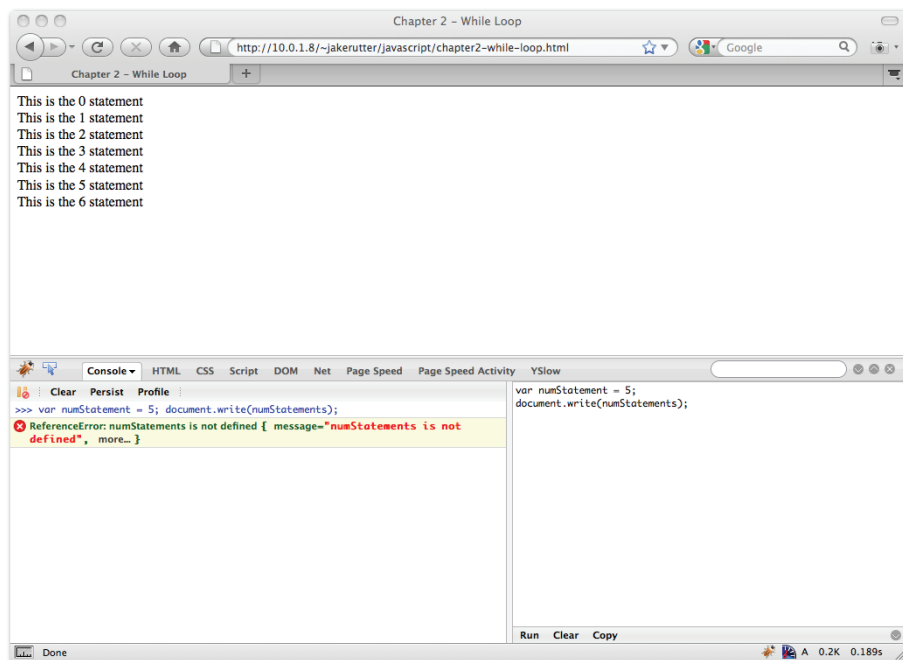 Chapter 2 – While Loop
http://10.0.1.8/~jakerutter/javascript/chapter2-while-loop.html
Google
Chapter 2 – While Loop
+
This is the 0 statement
This is the 1 statement
This is the 2 statement
This is the 3 statement
This is the 4 statement
This is the 5 statement
This is the 6 statement
Console HTML CSS Script DOM Net Page Speed Page Speed Activity YSlow
Clear Persist Profile
>>> var numStatement = 5; document.write(numStatements);
ReferenceError: numStatements is not defined { message="numStatements is not
defined", more... }
var numStatement = 5;
document.write(numStatements);
Run Clear Copy
Done
A 0.2K 0.189s